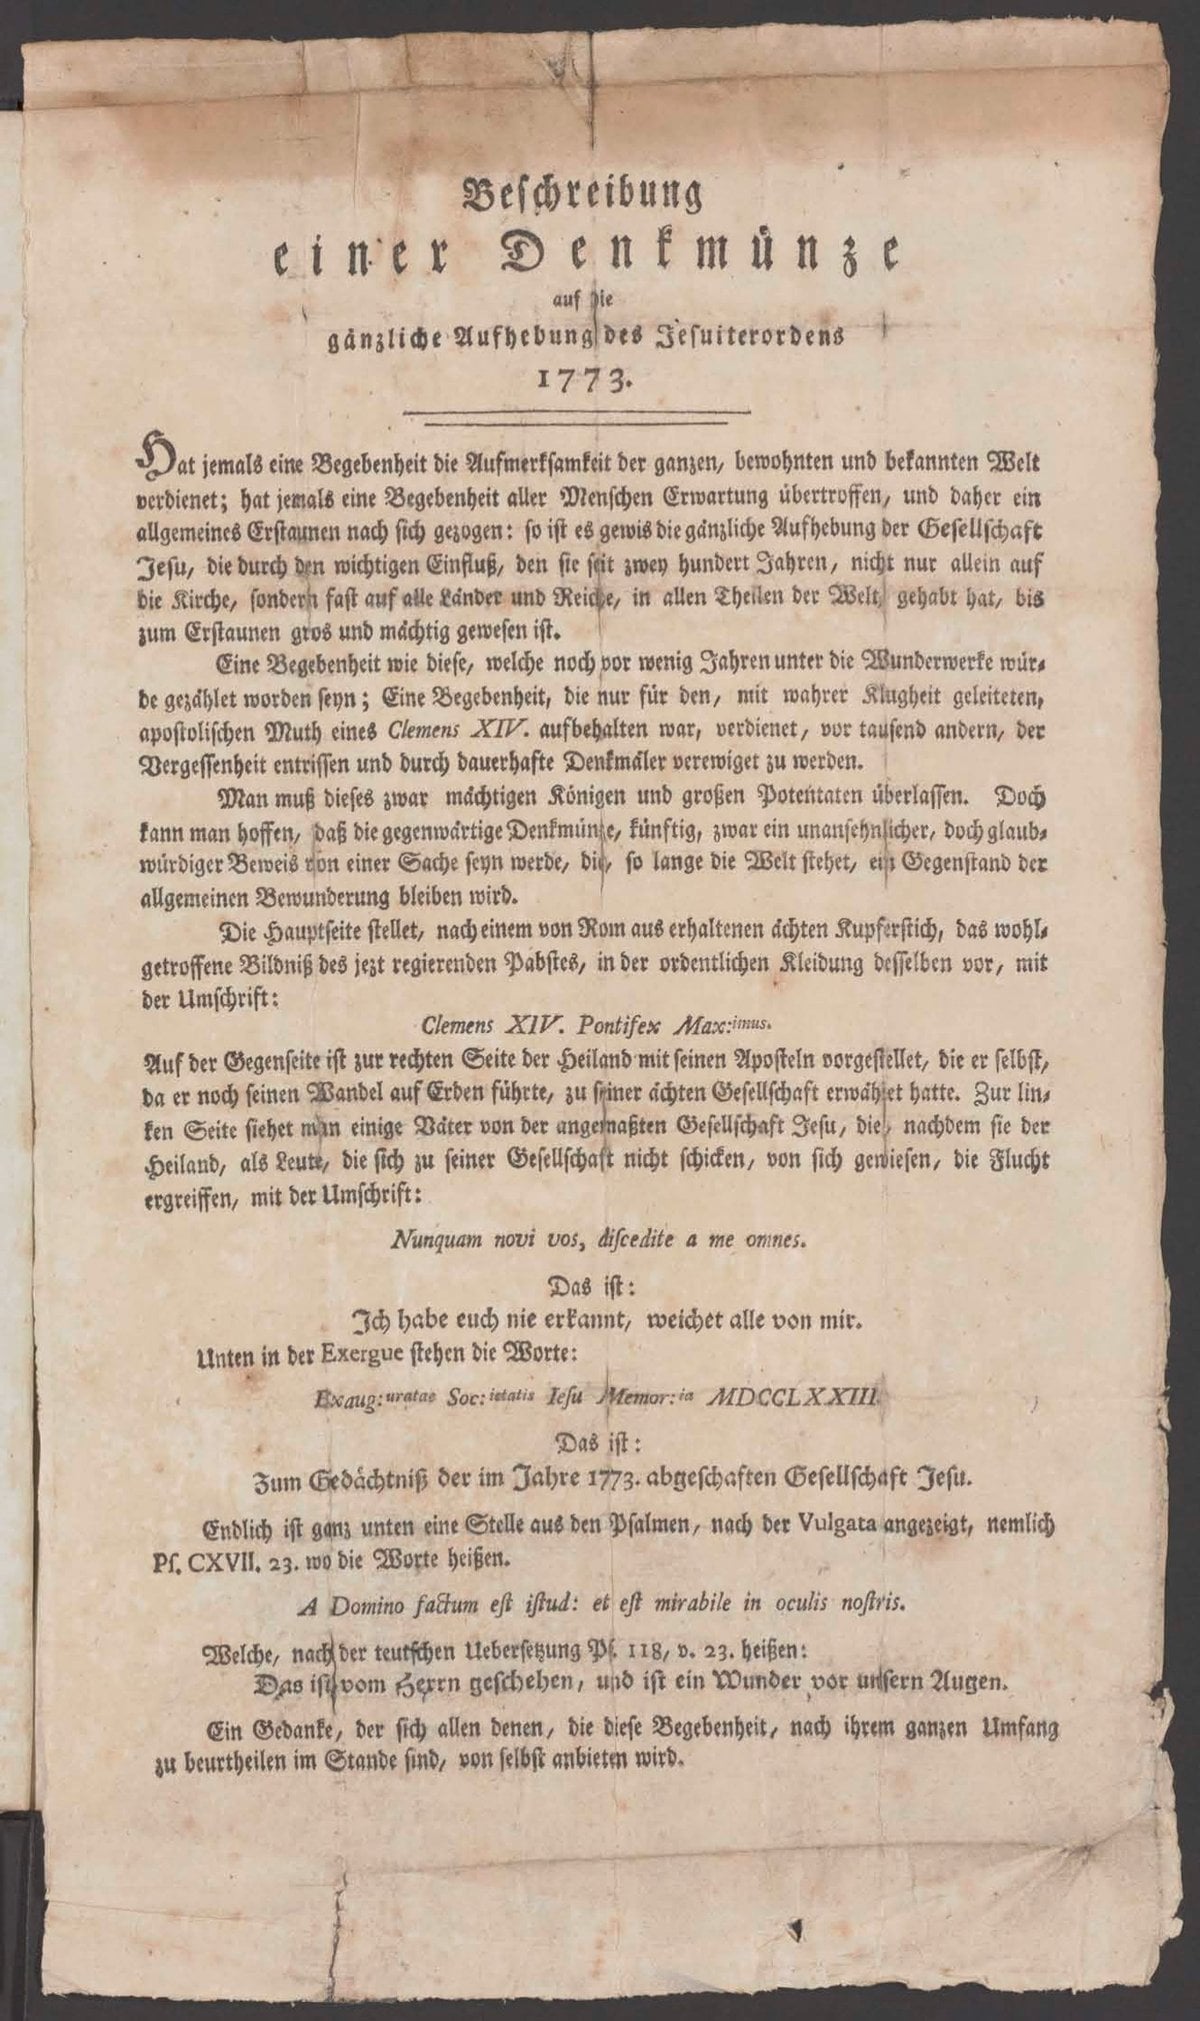 Beschreibung
einer Denkmünze
auf die
gänzliche Aufhebung des Jesuiterordens
1773.
Hat jemals eine Begebenheit die Aufmerksamkeit der ganzen, bewohnten und bekannten Welt
verdienet; hat jemals eine Begebenheit aller Menschen Erwartung übertroffen, und daher ein
allgemeines Erstaunen nach sich gezogen: so ist es gewis die gänzliche Aufhebung der Gesellschaft
Jesu, die durch den wichtigen Einfluß, den sie seit zwey hundert Jahren, nicht nur allein auf
die Kirche, sondern fast auf alle Länder und Reiche, in allen Theilen der Welt, gehabt hat, bis
zum Erstaunen gros und mächtig gewesen ist.
Eine Begebenheit wie diese, welche noch vor wenig Jahren unter die Wunderwerke wür-
de gezählet worden seyn; Eine Begebenheit, die nur für den, mit wahrer Klugheit geleiteten,
apostolischen Muth eines Clemens XIV. aufbehalten war, verdienet, vor tausend andern, der
Vergessenheit entrissen und durch dauerhafte Denkmäler verewiget zu werden.
Man muß dieses zwar mächtigen Königen und großen Potentaten überlassen. Doch
kann man hoffen, daß die gegenwärtige Denkmünze, künftig, zwar ein unansehnlicher, doch glaub-
würdiger Beweis von einer Sache seyn werde, die, so lange die Welt stehet, ein Gegenstand der
allgemeinen Bewunderung bleiben wird.
Die Hauptseite stellet, nach einem von Rom aus erhaltenen ächten Kupferstich, das wohl-
getroffene Bildniß des jezt regierenden Pabstes, in der ordentlichen Kleidung desselben vor, mit
der Umschrift:
Clemens XIV. Pontifex Max:imus.
Auf der Gegenseite ist zur rechten Seite der Heiland mit seinen Aposteln vorgestellet, die er selbst,
da er noch seinen Wandel auf Erden führte, zu seiner ächten Gesellschaft erwählet hatte. Zur lin-
ken Seite siehet man einige Väter von der angemaßten Gesellschaft Jesu, die, nachdem sie der
Heiland, als Leute, die sich zu seiner Gesellschaft nicht schicken, von sich gewiesen, die Flucht
ergreiffen, mit der Umschrift:
Nunquam novi vos, discedite a me omnes.
Das ist:
Ich habe euch nie erkannt, weichet alle von mir.
Unten in der Exergue stehen die Worte:
Exaug:uratae Soc:ietatis Iesu Memor:ia MDCCLXXIII.
Das ist:
Zum Gedächtniß der im Jahre 1773. abgeschaften Gesellschaft Jesu.
Endlich ist ganz unten eine Stelle aus den Psalmen, nach der Vulgata angezeigt, nemlich
Ps. CXVII. 23. wo die Worte heißen.
A Domino factum est istud: et est mirabile in oculis nostris.
Welche, nach der teutschen Uebersetzung Ps. 118, v. 23. heißen:
Das ist vom Herrn geschehen, und ist ein Wunder vor unsern Augen.
Ein Gedanke, der sich allen denen, die diese Begebenheit, nach ihrem ganzen Umfang
zu beurtheilen im Stande sind, von selbst anbieten wird.